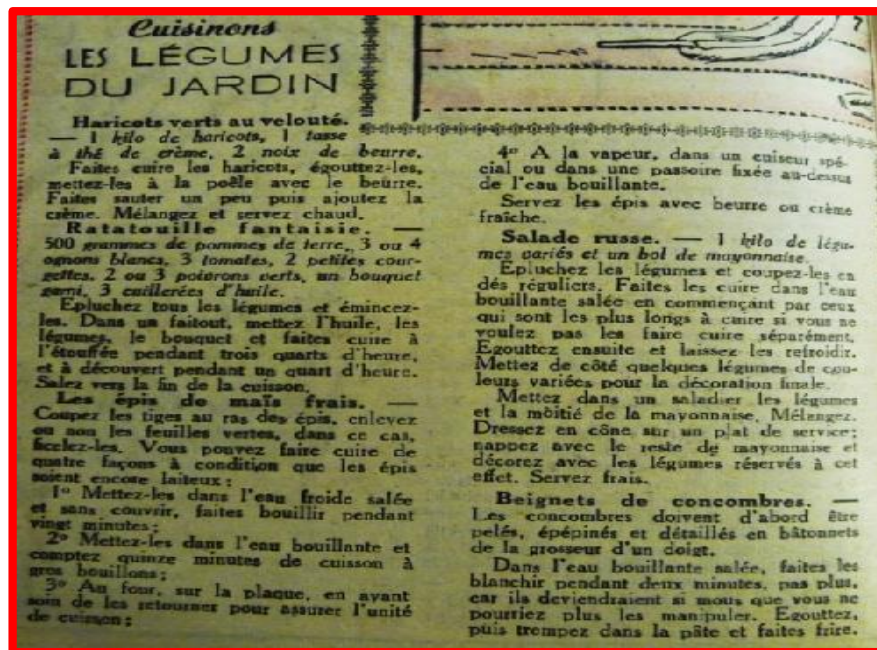 Cuisinons
LES LÉGUMES
DU JARDIN
Haricots verts au velouté.
— 1 kilo de haricots, 1 tasse
à thé de crème, 2 noix de beurre.
Faites cuire les haricots, égouttez-les,
mettez-les à la poêle avec le beurre.
Faites sauter un peu puis ajoutez la
crème. Mélangez et servez chaud.
Ratatouille fantaisie. —
500 grammes de pommes de terre, 3 ou 4
ognons blancs, 3 tomates, 2 petites cour-
gettes, 2 ou 3 poivrons verts, un bouquet
garni, 3 cuillerées d'huile.
Epluchez tous les légumes et émincez-
les. Dans un faitout, mettez l'huile, les
légumes, le bouquet et faites cuire à
l'étouffée pendant trois quarts d'heure,
et à découvert pendant un quart d'heure.
Salez vers la fin de la cuisson.
Les épis de maïs frais. —
Coupez les tiges au ras des épis, enlevez
ou non les feuilles vertes, dans ce cas,
ficelez-les. Vous pouvez faire cuire de
quatre façons à condition que les épis
soient encore laiteux :
1º Mettez-les dans l'eau froide salée
et sans couvrir, faites bouillir pendant
vingt minutes ;
2º Mettez-les dans l'eau bouillante et
comptez quinze minutes de cuisson à
gros bouillons ;
3º Au four, sur la plaque, en ayant
soin de les retourner pour assurer l'unité
de cuisson ;
7
4º A la vapeur, dans un cuiseur spé-
cial ou dans une passoire fixée au-dessus
de l'eau bouillante.
Servez les épis avec beurre ou crème
fraîche.
Salade russe. — 1 kilo de légu-
mes variés et un bol de mayonnaise.
Epluchez les légumes et coupez-les en
dés réguliers. Faites les cuire dans l'eau
bouillante salée en commençant par ceux
qui sont les plus longs à cuire si vous ne
voulez pas les faire cuire séparément.
Egouttez ensuite et laissez les refroidir.
Mettez de côté quelques légumes de cou-
leurs variées pour la décoration finale.
Mettez dans un saladier les légumes
et la moitié de la mayonnaise. Mélangez.
Dressez en cône sur un plat de service ;
nappez avec le reste de mayonnaise et
décorez avec les légumes réservés à cet
effet. Servez frais.
Beignets de concombres. —
Les concombres doivent d'abord être
pelés, épépinés et détaillés en bâtonnets
de la grosseur d'un doigt.
Dans l'eau bouillante salée, faites les
blanchir pendant deux minutes, pas plus,
car ils deviendraient si mous que vous ne
pourriez plus les manipuler. Egouttez,
puis trempez dans la pâte et faites frire.